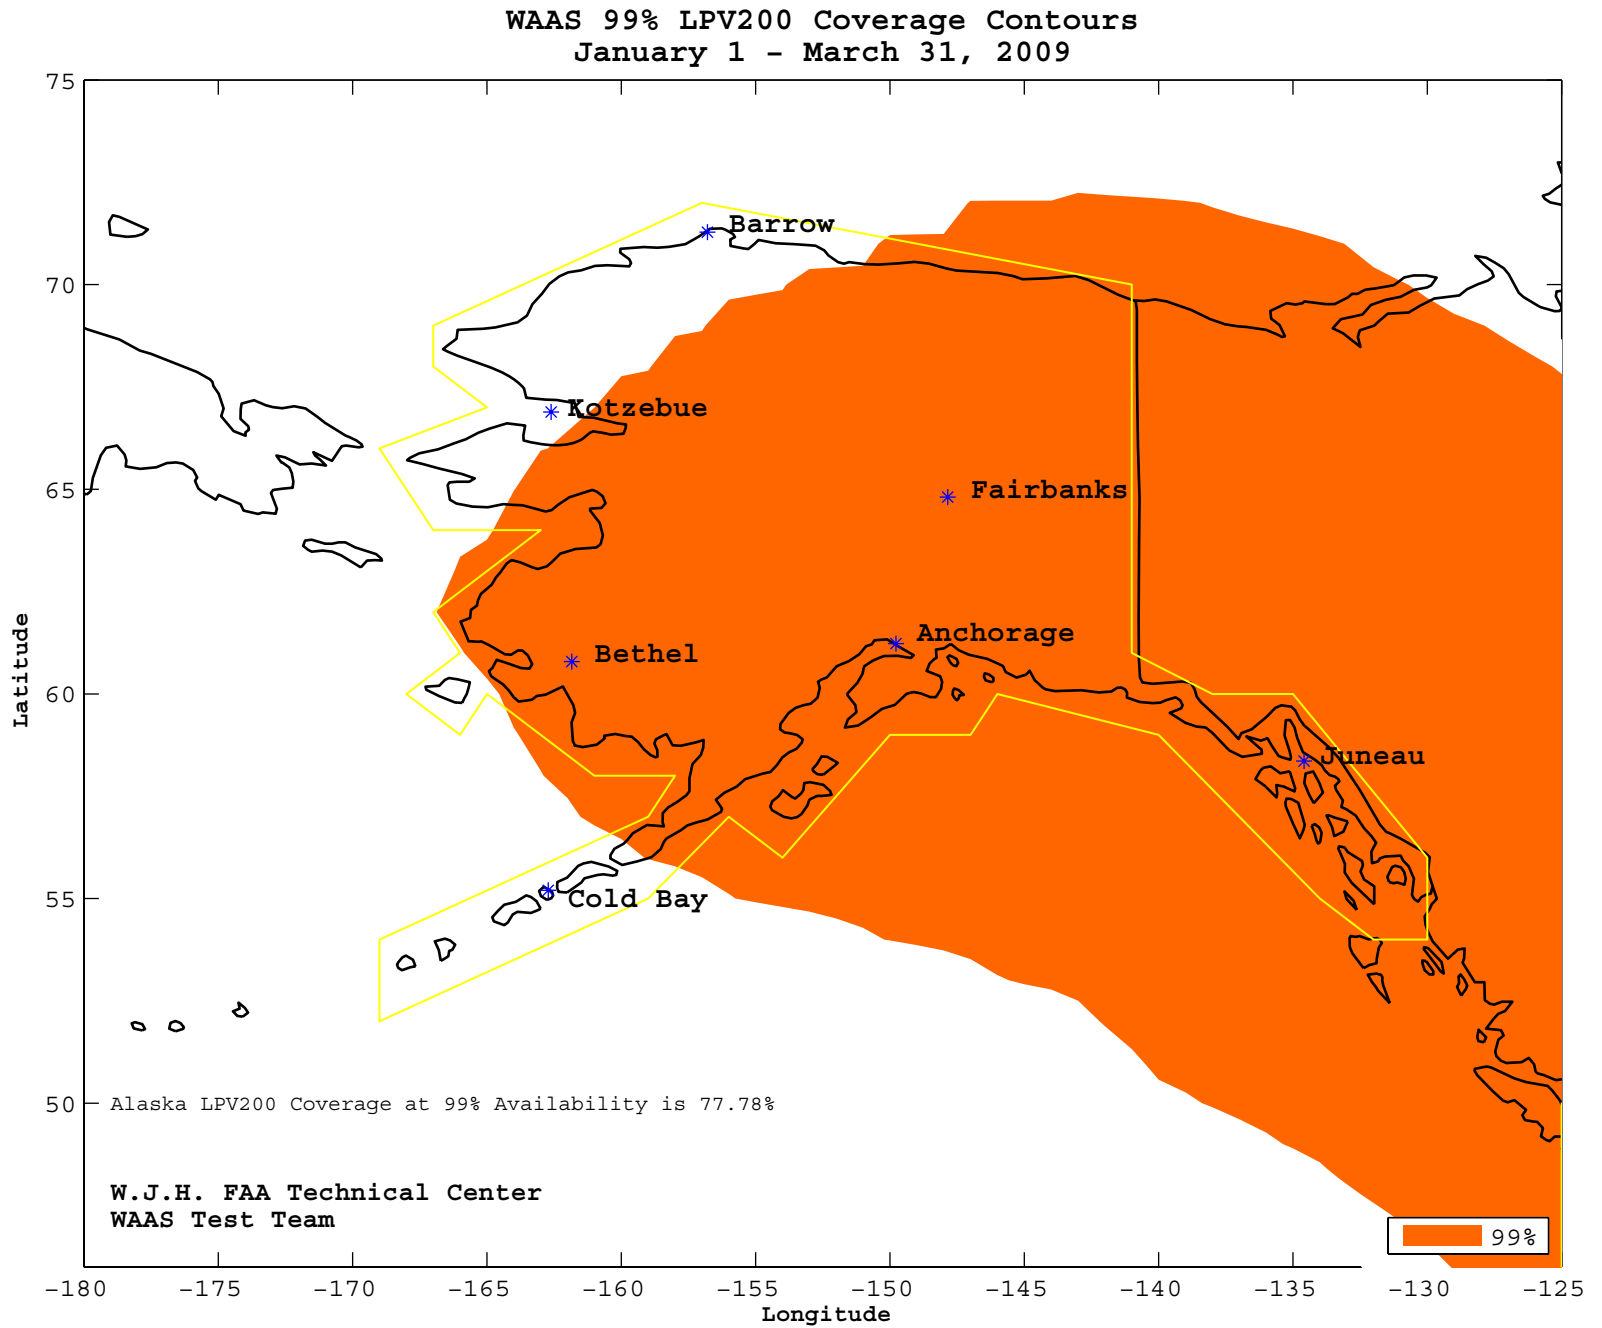 WAAS 99% LPV200 Coverage Contours
January 1 - March 31, 2009
75
70
65
60
55
50
Latitude
Barrow
Kotzebue
Fairbanks
Anchorage
Bethel
Juneau
Cold Bay
Alaska LPV200 Coverage at 99% Availability is 77.78%
W.J.H. FAA Technical Center
WAAS Test Team
99%
-180 -175 -170 -165 -160 -155 -150 -145 -140 -135 -130 -125
Longitude